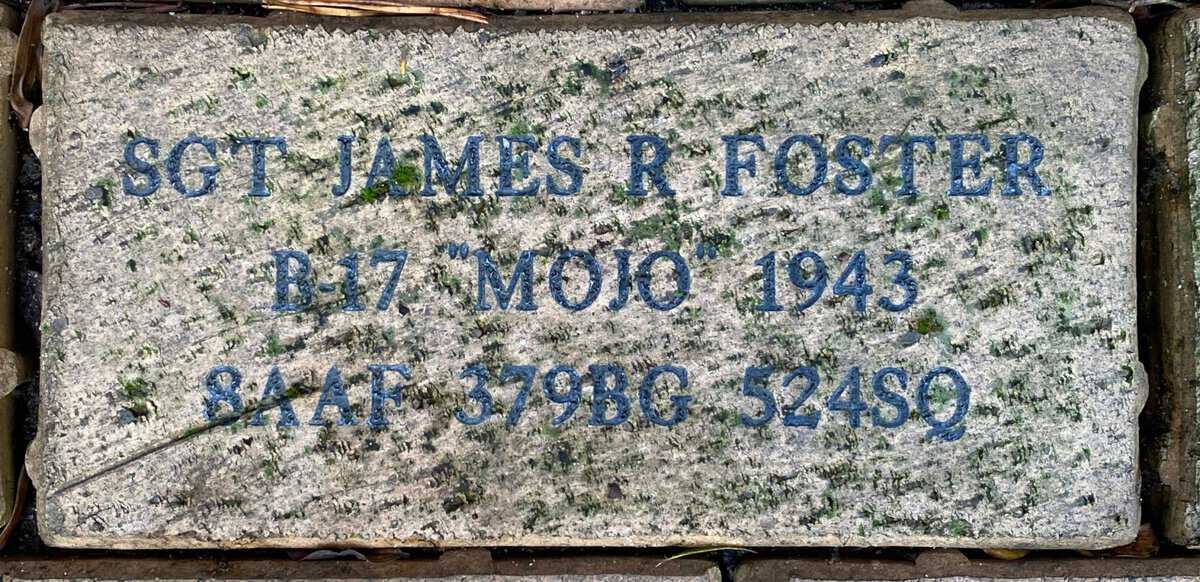 SGT JAMES R FOSTER
B-17 "MOJO" 1943
8AAF 379BG 524SQ